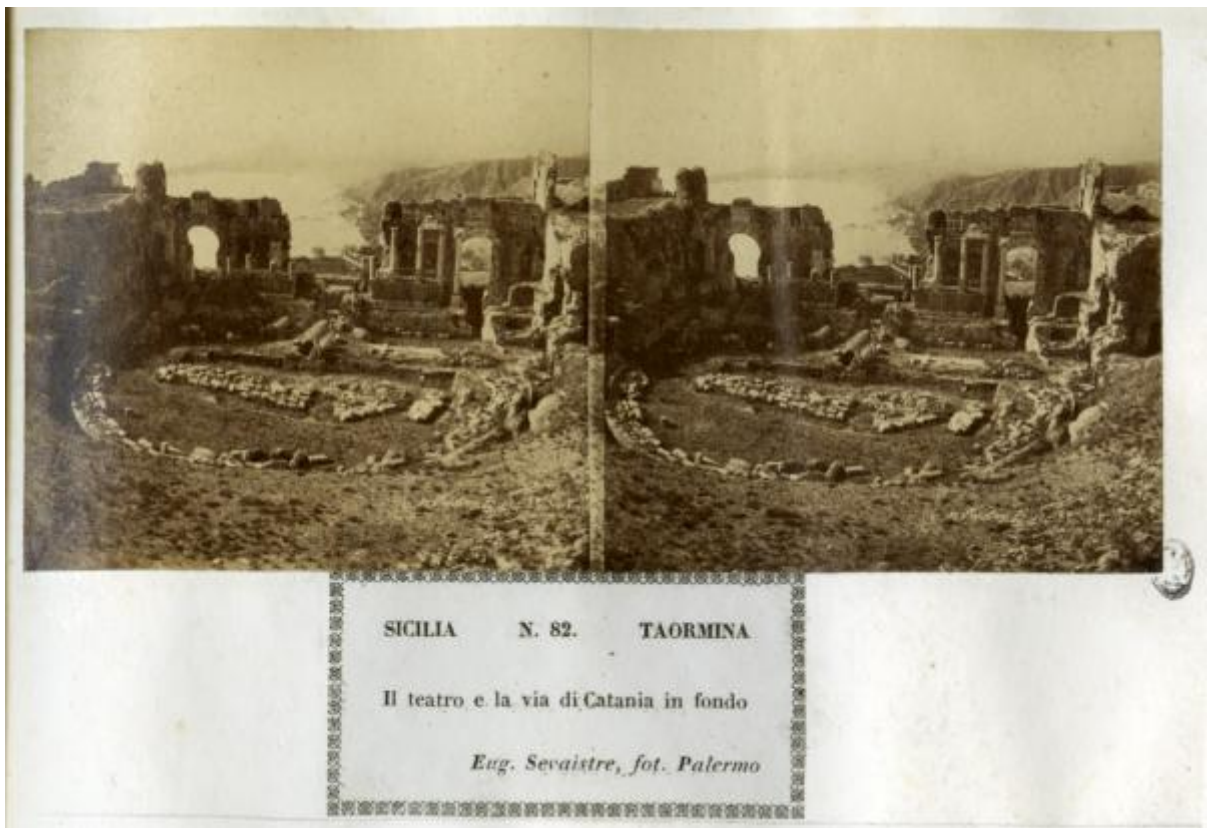 SICILIA N. 82. TAORMINA
Il teatro e la via di Catania in fondo
Eug. Sevaistre, fot. Palermo